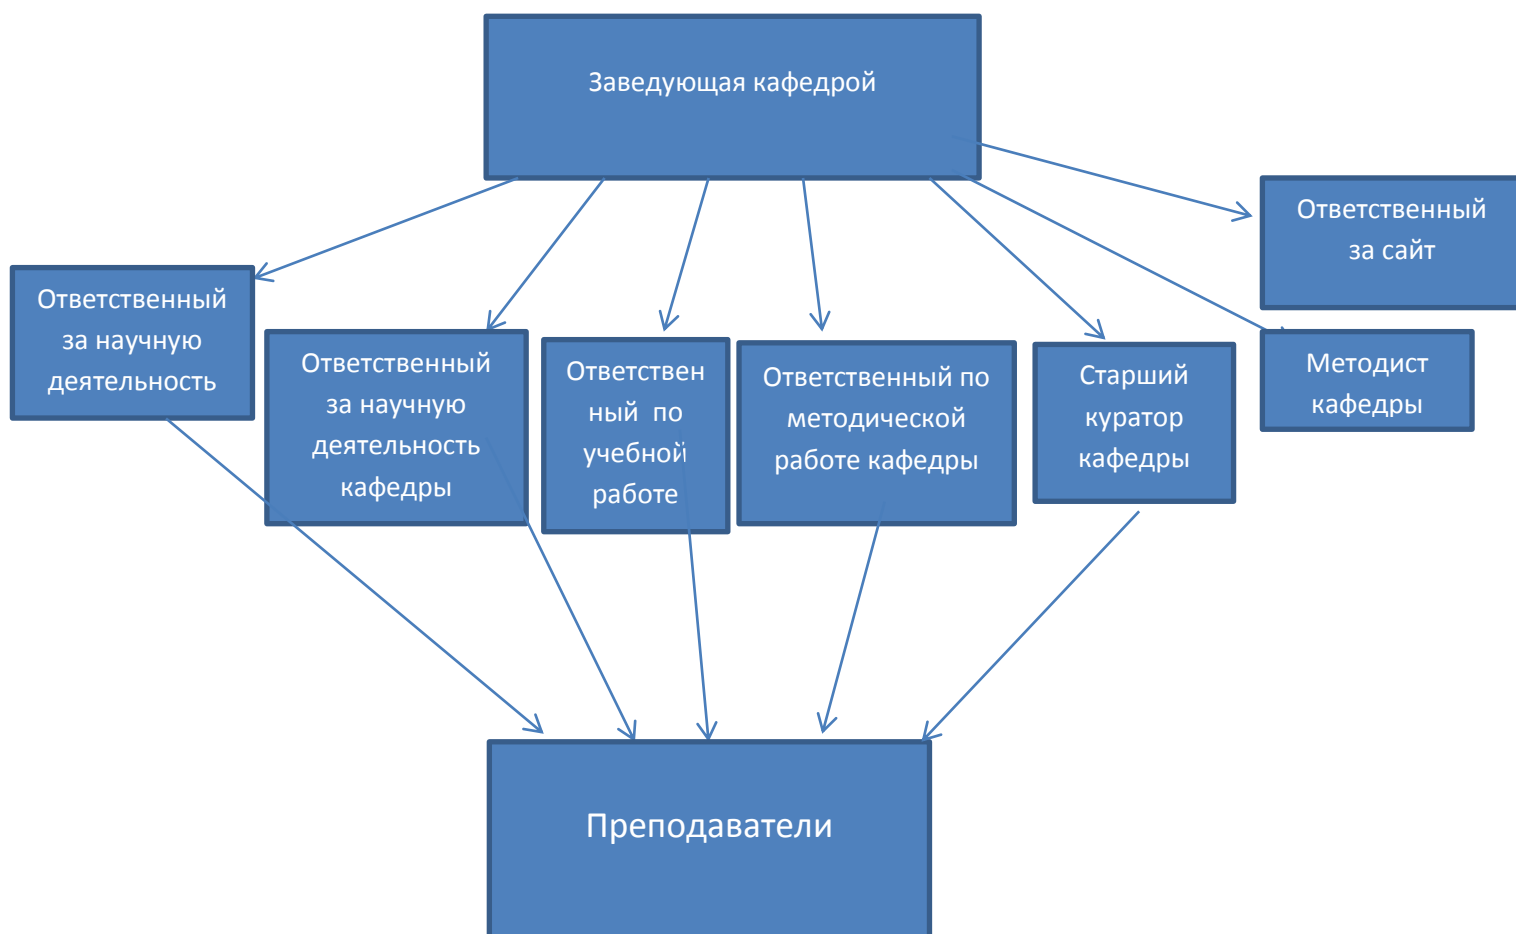 Заведующая кафедрой
Ответственный
за сайт
Ответственный
за научную
деятельность
Ответственный
за научную
деятельность
кафедры
Ответствен
ный по
учебной
работе
Ответственный по
методической
работе кафедры
Старший
куратор
кафедры
Методист
кафедры
Преподаватели